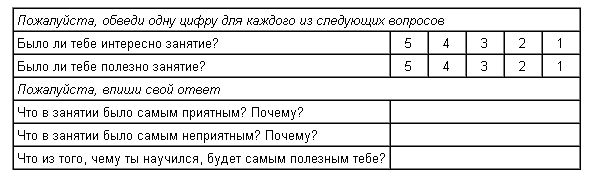 Пожалуйста, обведи одну цифру для каждого из следующих вопросов
Было ли тебе интересно занятие? 5 4 3 2 1
Было ли тебе полезно занятие? 5 4 3 2 1
Пожалуйста, впиши свой ответ
Что в занятии было самым приятным? Почему?
Что в занятии было самым неприятным? Почему?
Что из того, чему ты научился, будет самым полезным тебе?